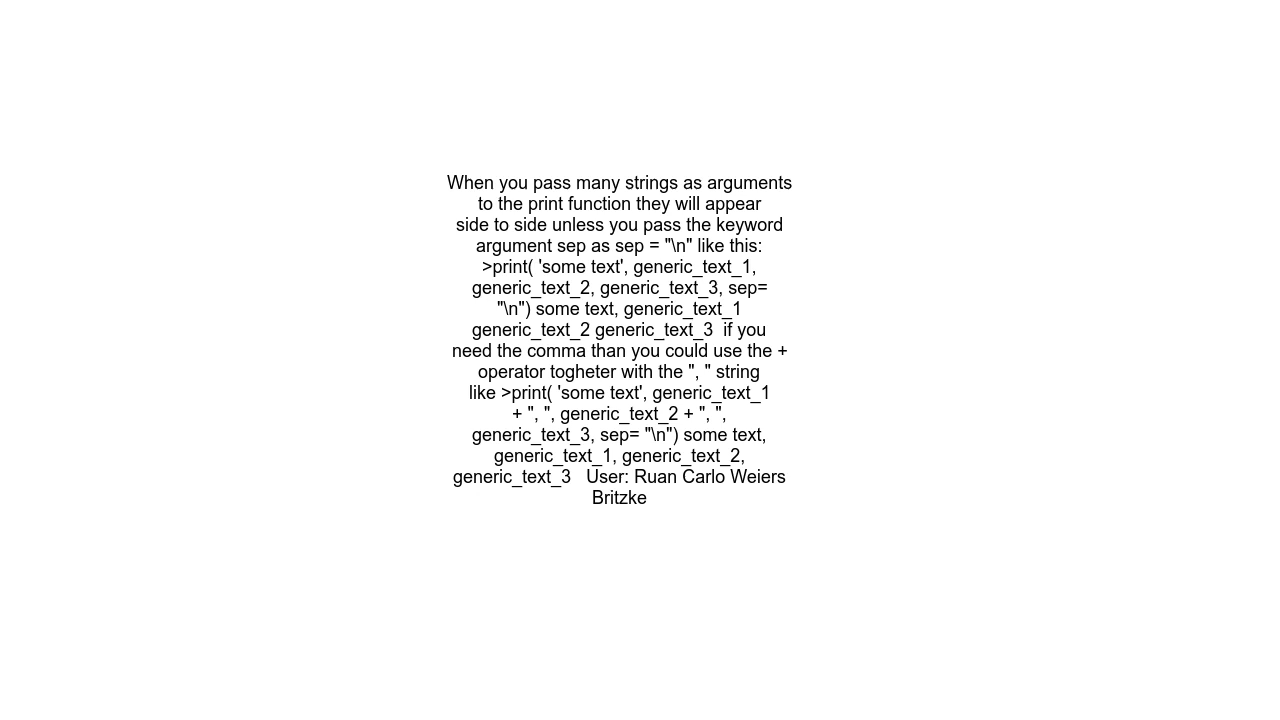 When you pass many strings as arguments
to the print function they will appear
side to side unless you pass the keyword
argument sep as sep = "\n" like this:
>print( 'some text', generic_text_1,
generic_text_2, generic_text_3, sep=
"\n") some text, generic_text_1
generic_text_2 generic_text_3  if you
need the comma than you could use the +
operator togheter with the ", " string
like >print( 'some text', generic_text_1
+ ", ", generic_text_2 + ", ",
generic_text_3, sep= "\n") some text,
generic_text_1, generic_text_2,
generic_text_3   User: Ruan Carlo Weiers
Britzke